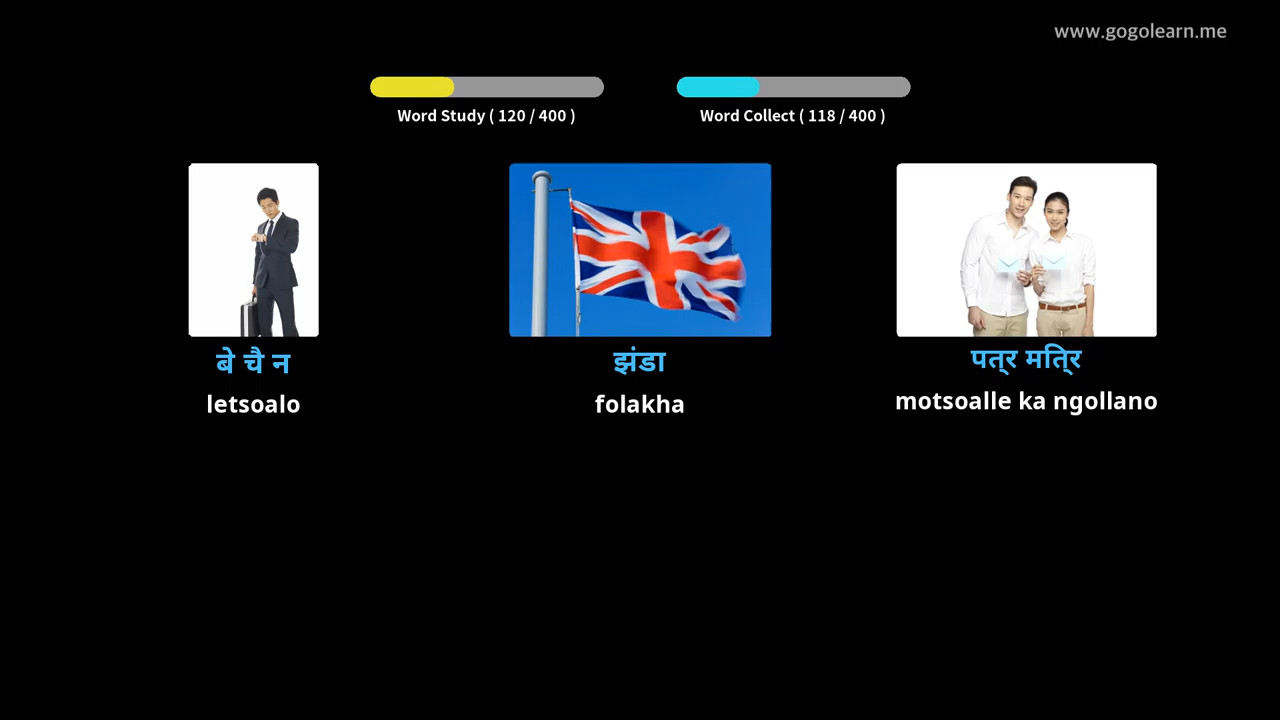 www.gogolearn.me
Word Study ( 120 / 400 )
Word Collect ( 118 / 400 )
बे चै न
झंडा
पत्र मित्रि
letsoalo
folakha
motsoalle ka ngollano